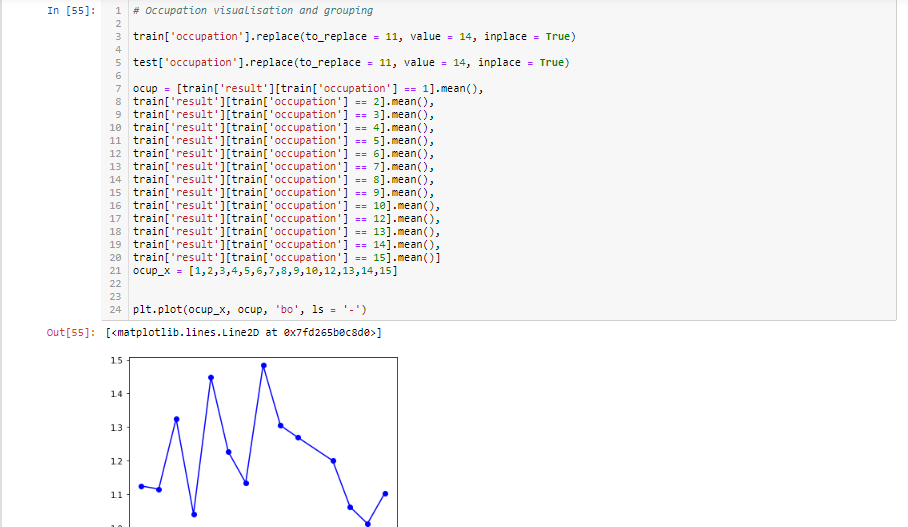 In [55]:
1 # Occupation visualisation and grouping
2
3 train['occupation'].replace(to_replace = 11, value = 14, inplace = True)
4
5 test['occupation'].replace(to_replace = 11, value = 14, inplace = True)
6
7 ocup = [train['result'][train['occupation'] == 1].mean(),
8 train['result'][train['occupation'] == 2].mean(),
9 train['result'][train['occupation'] == 3].mean(),
10 train['result'][train['occupation'] == 4].mean(),
11 train['result'][train['occupation'] == 5].mean(),
12 train['result'][train['occupation'] == 6].mean(),
13 train['result'][train['occupation'] == 7].mean(),
14 train['result'][train['occupation'] == 8].mean(),
15 train['result'][train['occupation'] == 9].mean(),
16 train['result'][train['occupation'] == 10].mean(),
17 train['result'][train['occupation'] == 12].mean(),
18 train['result'][train['occupation'] == 13].mean(),
19 train['result'][train['occupation'] == 14].mean(),
20 train['result'][train['occupation'] == 15].mean()]
21 ocup_x = [1,2,3,4,5,6,7,8,9,10,12,13,14,15]
22
23
24 plt.plot(ocup_x, ocup, 'bo', ls = '-')
Out[55]: [<matplotlib.lines.Line2D at 0x7fd265b0c8d0>]
1.5
1.4
1.3
1.2
1.1